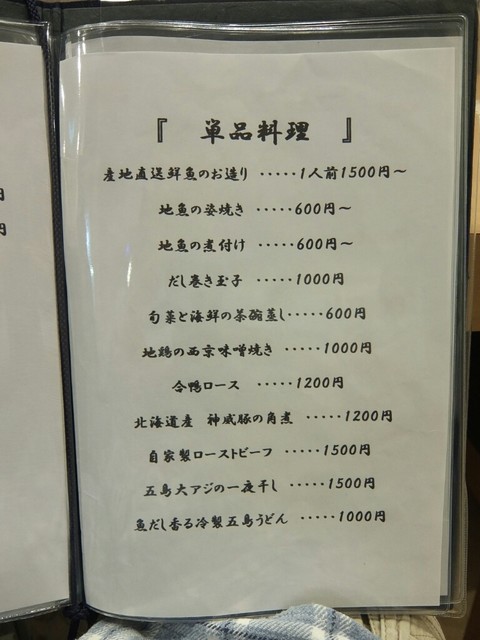 『 単品料理 』
産地直送鮮魚のお造り ・・・・・1人前1500円～
地魚の姿焼き ・・・・・600円～
地魚の煮付け ・・・・・600円～
だし巻き玉子 ・・・・・1000円
旬菜と海鮮の茶碗蒸し・・・・・600円
地鶏の西京味噌焼き ・・・・・1000円
合鴨ロース ・・・・・1200円
北海道産 神威豚の角煮 ・・・・・1200円
自家製ローストビーフ ・・・・・1500円
五島大アジの一夜干し ・・・・・1500円
魚だし香る冷製五島うどん ・・・・・1000円
円
円